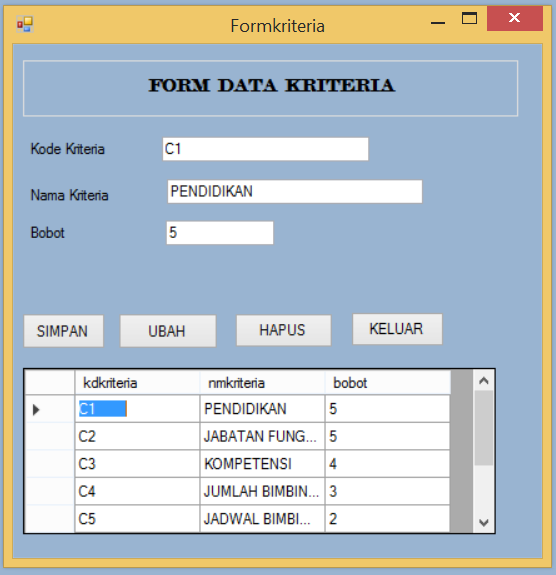 Formkriteria
FORM DATA KRITERIA
Kode Kriteria C1
Nama Kriteria PENDIDIKAN
Bobot 5
SIMPAN UBAH HAPUS KELUAR
kdkriteria nmkriteria bobot
C1 PENDIDIKAN 5
C2 JABATAN FUNG... 5
C3 KOMPETENSI 4
C4 JUMLAH BIMBIN... 3
C5 JADWAL BIMBI... 2